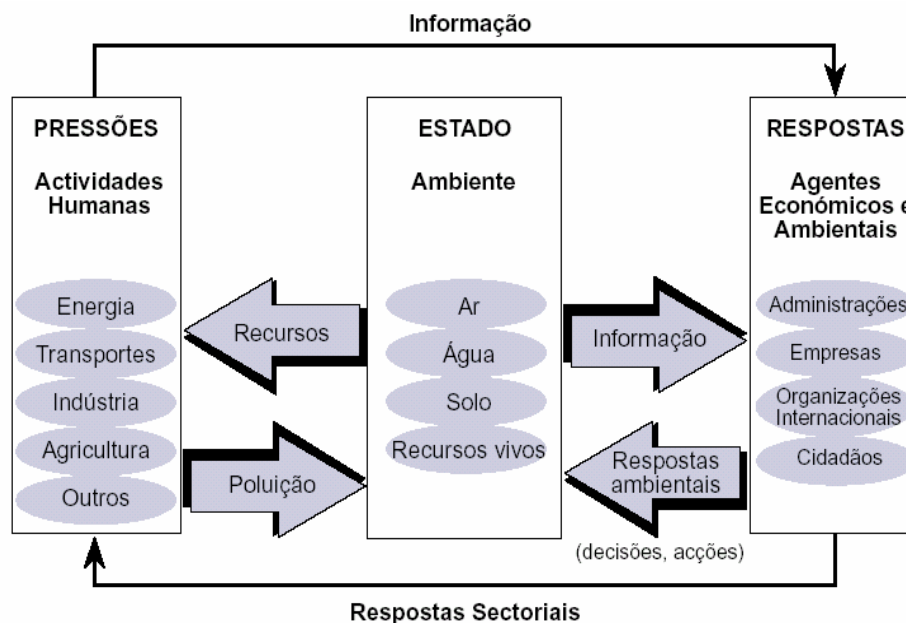 Informação
PRESSÕES
Actividades
Humanas
Energia
Transportes
Indústria
Agricultura
Outros
Recursos
Poluição
ESTADO
Ambiente
Ar
Água
Solo
Recursos vivos
Informação
Respostas
ambientais
(decisões, acções)
RESPOSTAS
Agentes
Económicos e
Ambientais
Administrações
Empresas
Organizações
Internacionais
Cidadãos
Respostas Sectoriais